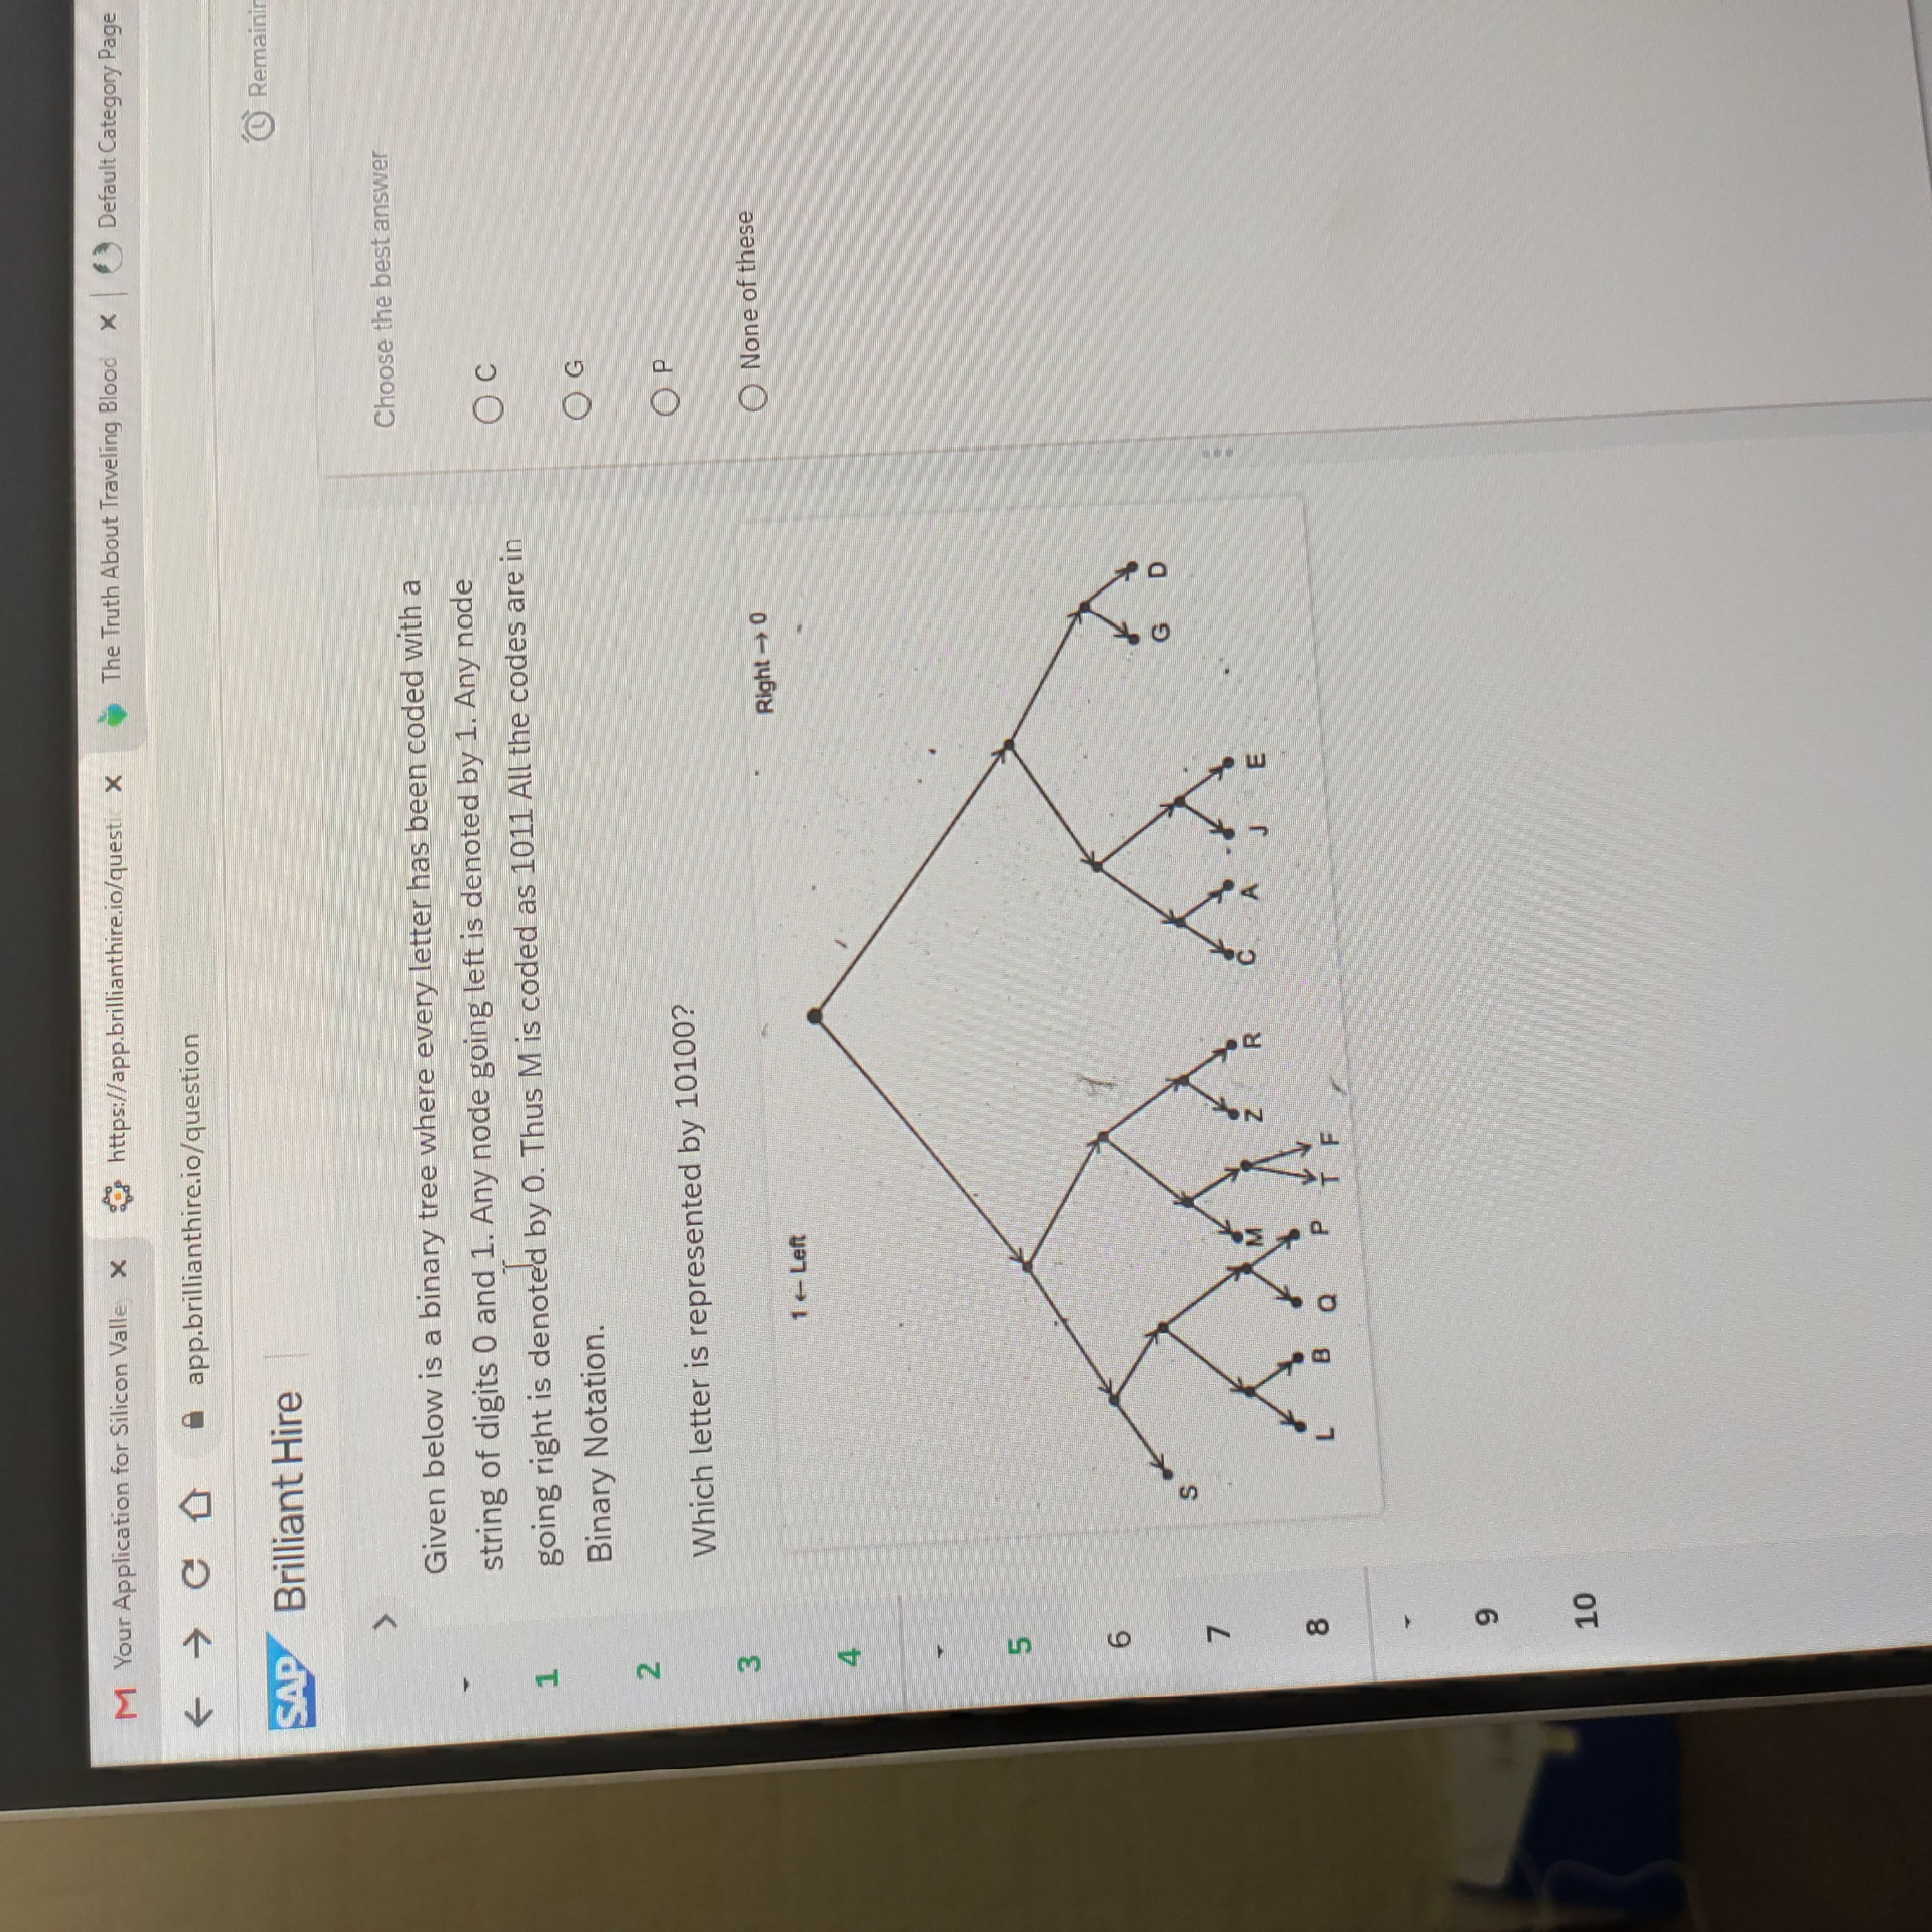 Your Application for Silicon Valle
https://app.brillianthire.io/questic
The Truth About Traveling Blood
Default Category Page
app.brillianthire.io/question
SAP Brilliant Hire
Remainin
Given below is a binary tree where every letter has been coded with a
string of digits 0 and 1. Any node going left is denoted by 1. Any node
going right is denoted by 0. Thus M is coded as 1011 All the codes are in
Binary Notation.
Which letter is represented by 10100?
1 ← Left
Right → 0
S
G D
M Z R C A J E
L B Q P T F
1
2
3
4
5
6
7
8
9
10
Choose the best answer
C
G
P
None of these